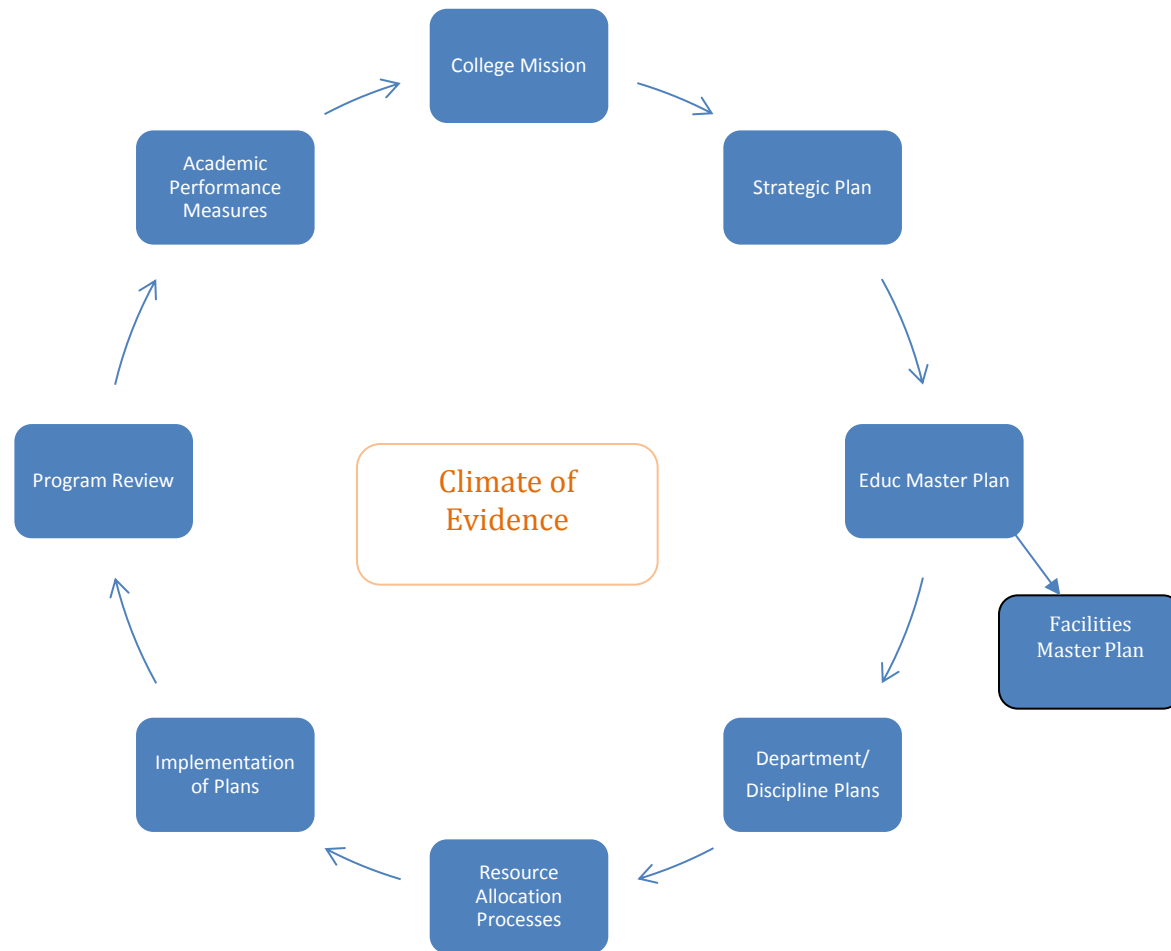 College Mission
Strategic Plan
Educ Master Plan
Facilities
Master Plan
Department/
Discipline Plans
Resource
Allocation
Processes
Implementation
of Plans
Program Review
Academic
Performance
Measures
Climate of
Evidence